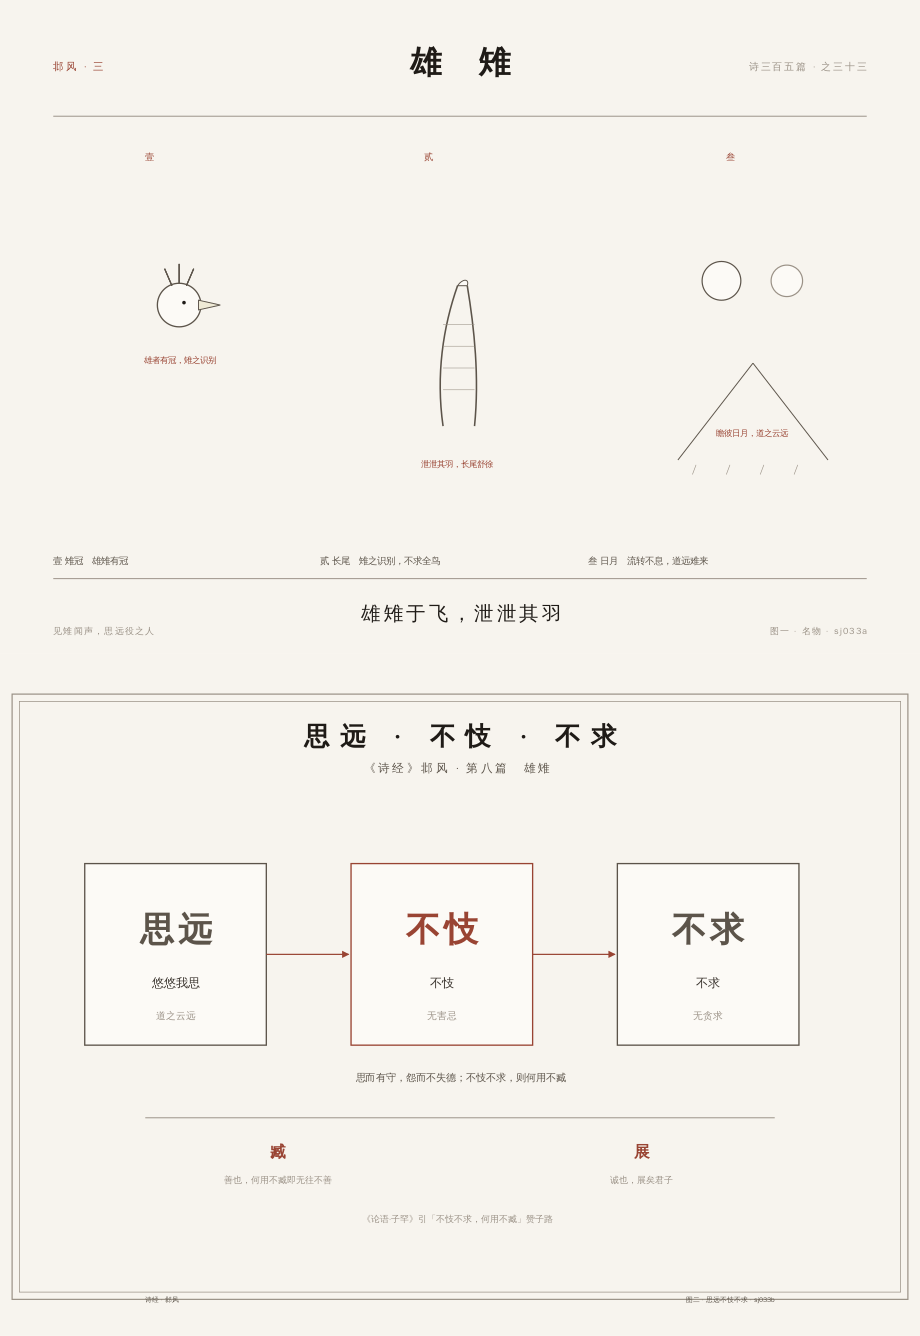 邶风 · 三
雄 雉
诗三百五篇 · 之三十三
壹
贰
叁
雄者有冠，雉之识别
瞻彼日月，道之云远
泄泄其羽，长尾舒徐
壹 雉冠 雄雉有冠
贰 长尾 雉之识别，不求全鸟
叁 日月 流转不息，道远难来
雄雉于飞，泄泄其羽
见雉闻声，思远役之人
图一 · 名物 · sj033a
思远 · 不忮 · 不求
《诗经》邶风 · 第八篇 雄雉
思远
不忮
不求
悠悠我思
不忮
不求
道之云远
无害忌
无贪求
思而有守，怨而不失德；不忮不求，则何用不臧
臧
展
善也，何用不臧即无往不善
诚也，展矣君子
《论语·子罕》引「不忮不求，何用不臧」赞子路
诗经 · 邶风
图二 · 思远不忮不求 · sj033b